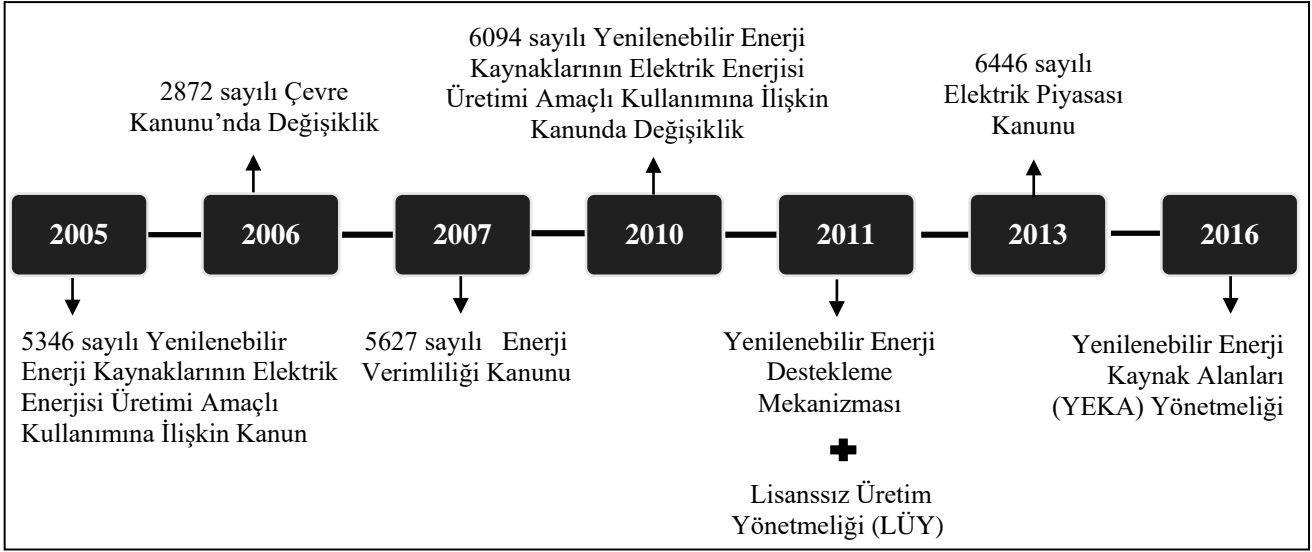 6094 sayılı Yenilenebilir Enerji
Kaynaklarının Elektrik Enerjisi
Üretimi Amaçlı Kullanımına İlişkin
Kanunda Değişiklik
6446 sayılı
Elektrik Piyasası
Kanunu
2872 sayılı Çevre
Kanunu’nda Değişiklik
2005
2006
2007
2010
2011
2013
2016
5346 sayılı Yenilenebilir
Enerji Kaynaklarının Elektrik
Enerjisi Üretimi Amaçlı
Kullanımına İlişkin Kanun
5627 sayılı Enerji
Verimliliği Kanunu
Yenilenebilir Enerji
Destekleme
Mekanizması
Lisanssız Üretim
Yönetmeliği (LÜY)
Yenilenebilir Enerji
Kaynak Alanları
(YEKA) Yönetmeliği